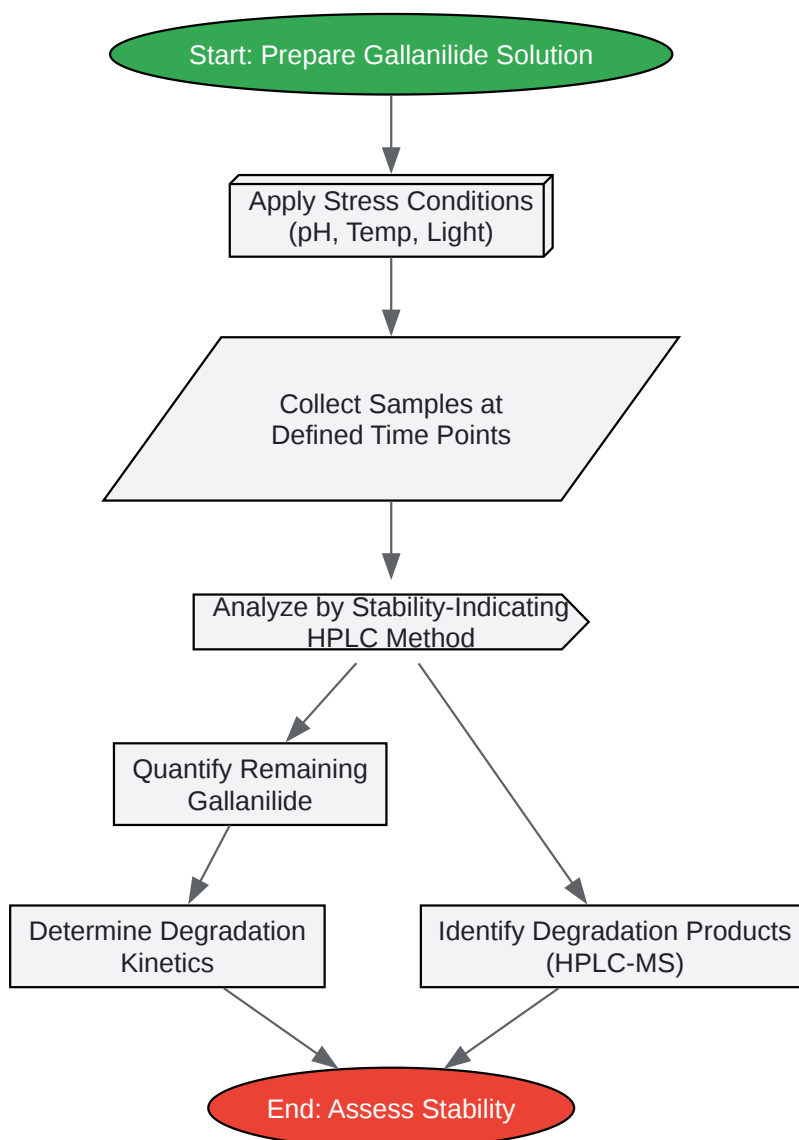 Start: Prepare Gallanilide Solution
Apply Stress Conditions
(pH, Temp, Light)
Collect Samples at
Defined Time Points
Analyze by Stability-Indicating
HPLC Method
Quantify Remaining
Gallanilide
Determine Degradation
Kinetics
Identify Degradation Products
(HPLC-MS)
End: Assess Stability